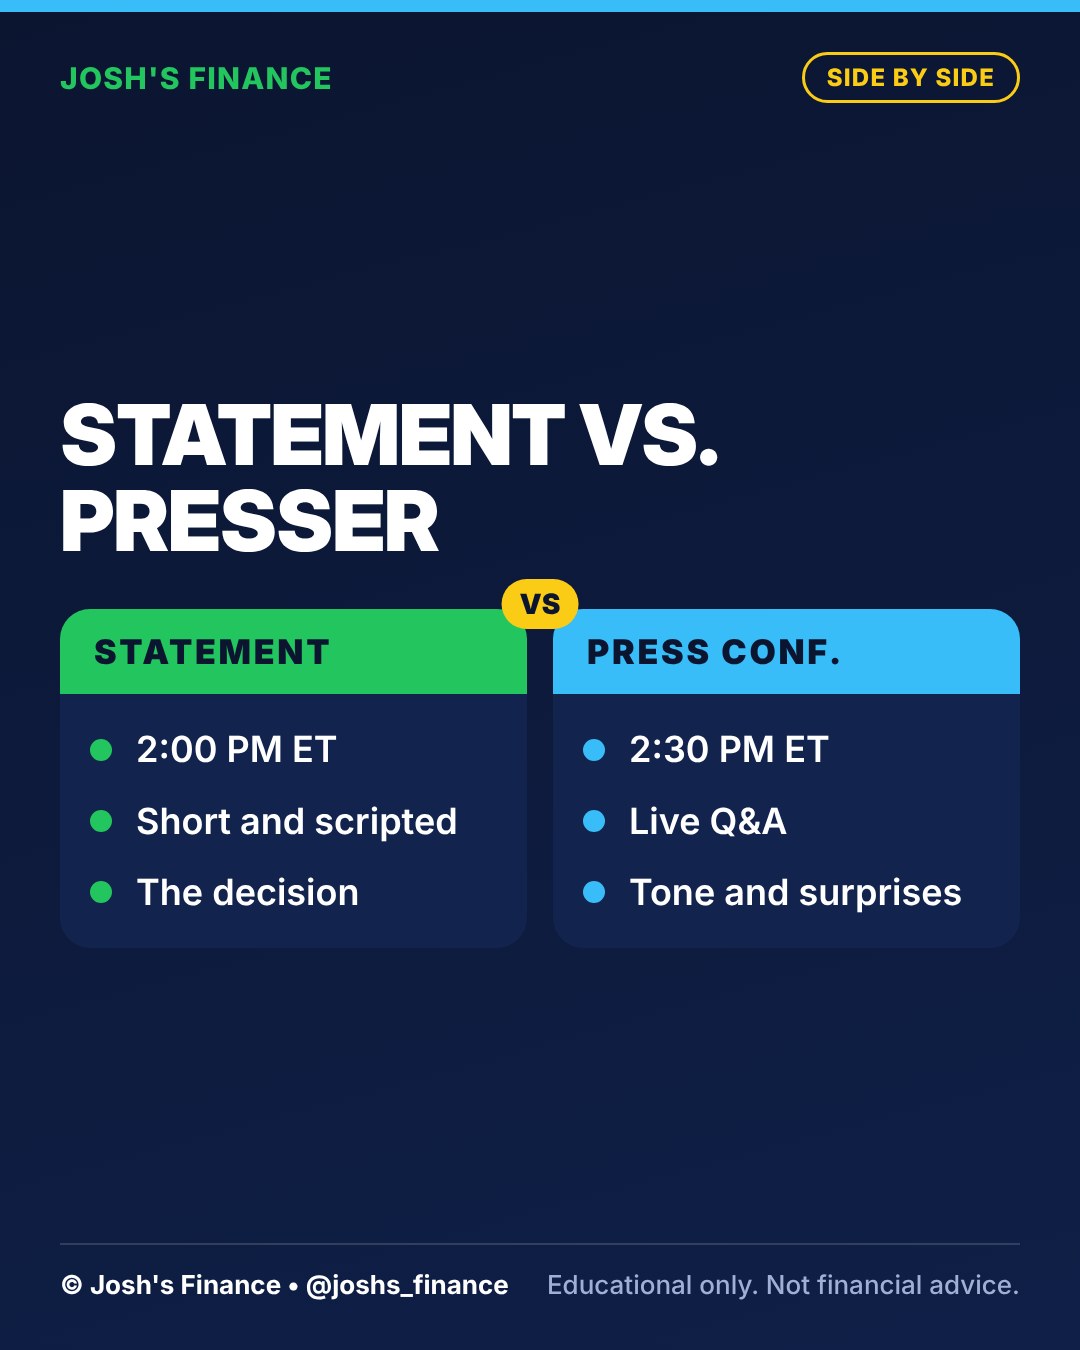 JOSH'S FINANCE
SIDE BY SIDE
STATEMENT VS.
PRESSER
VS
STATEMENT
2:00 PM ET
Short and scripted
The decision
PRESS CONF.
2:30 PM ET
Live Q&A
Tone and surprises
© Josh's Finance • @joshs_finance
Educational only. Not financial advice.